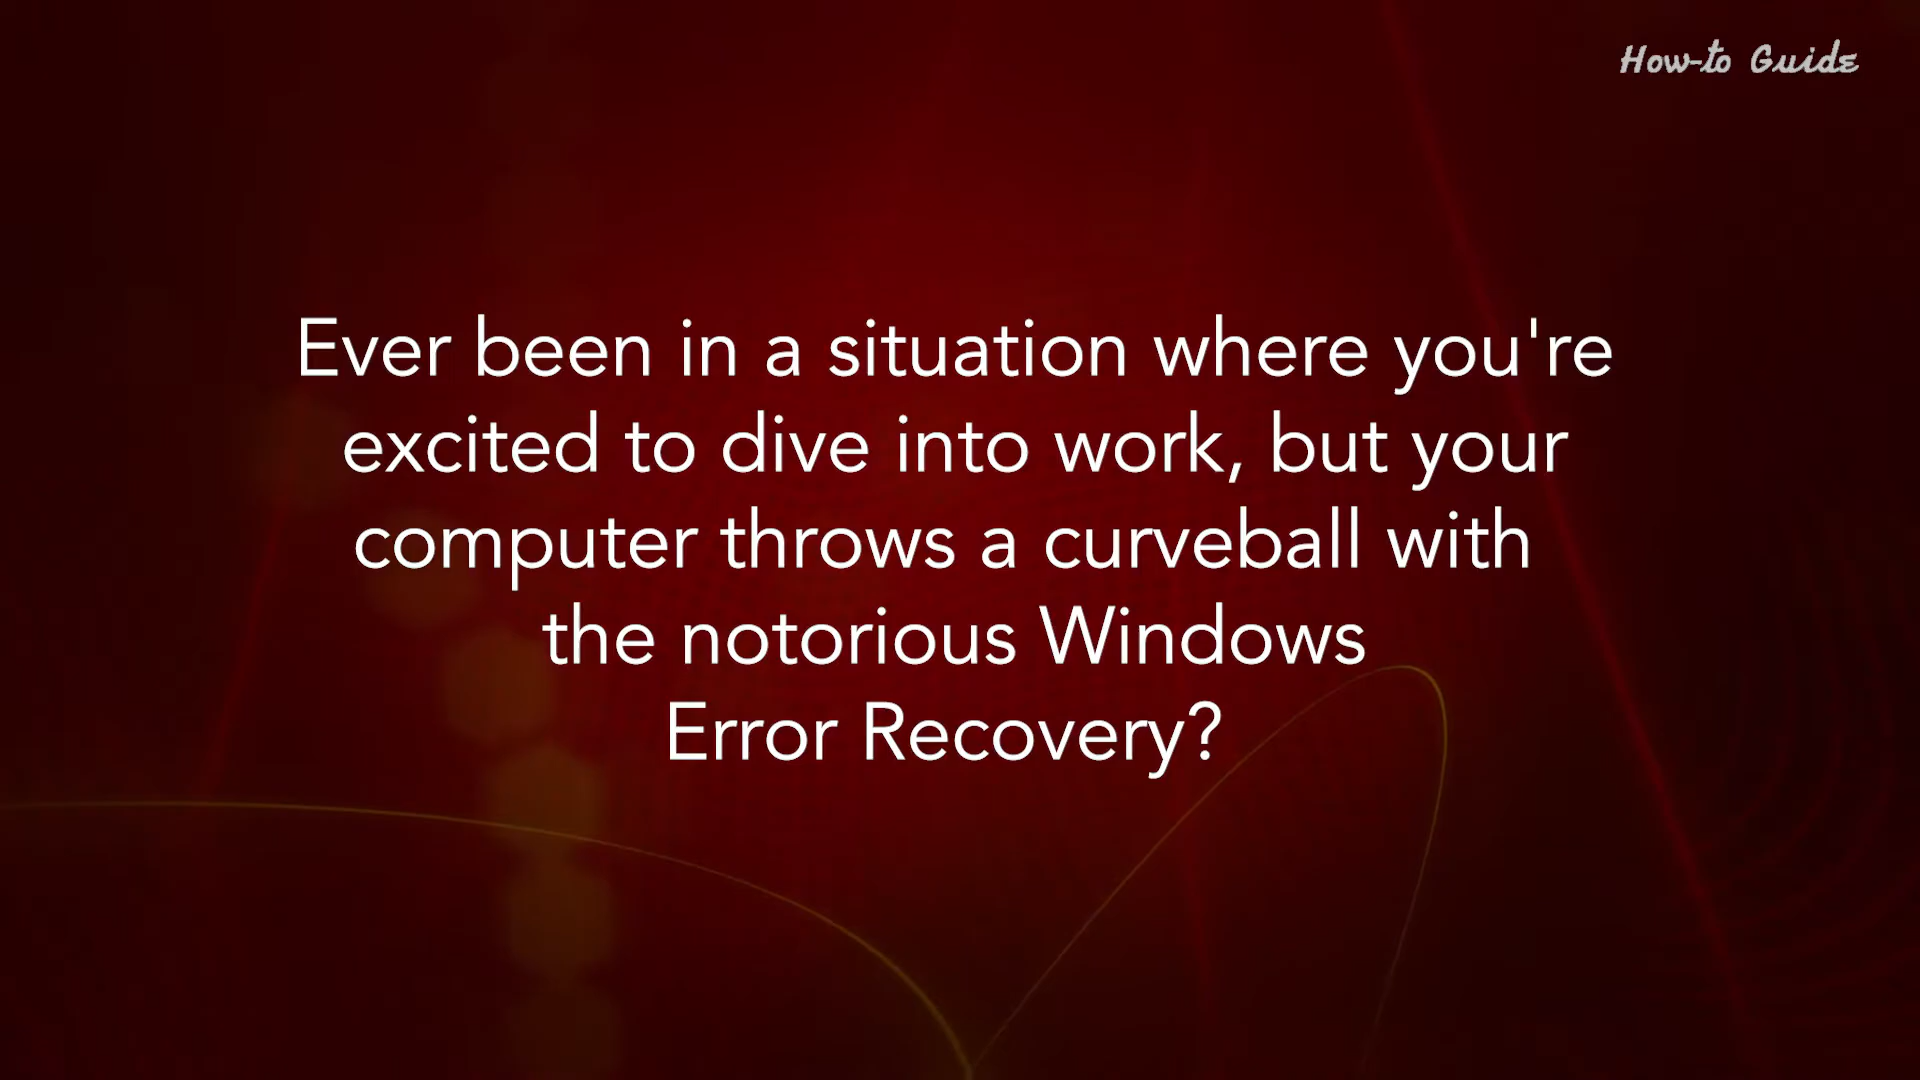 How-to Guide
Ever been in a situation where you're
excited to dive into work, but your
computer throws a curveball with
the notorious Windows
Error Recovery?